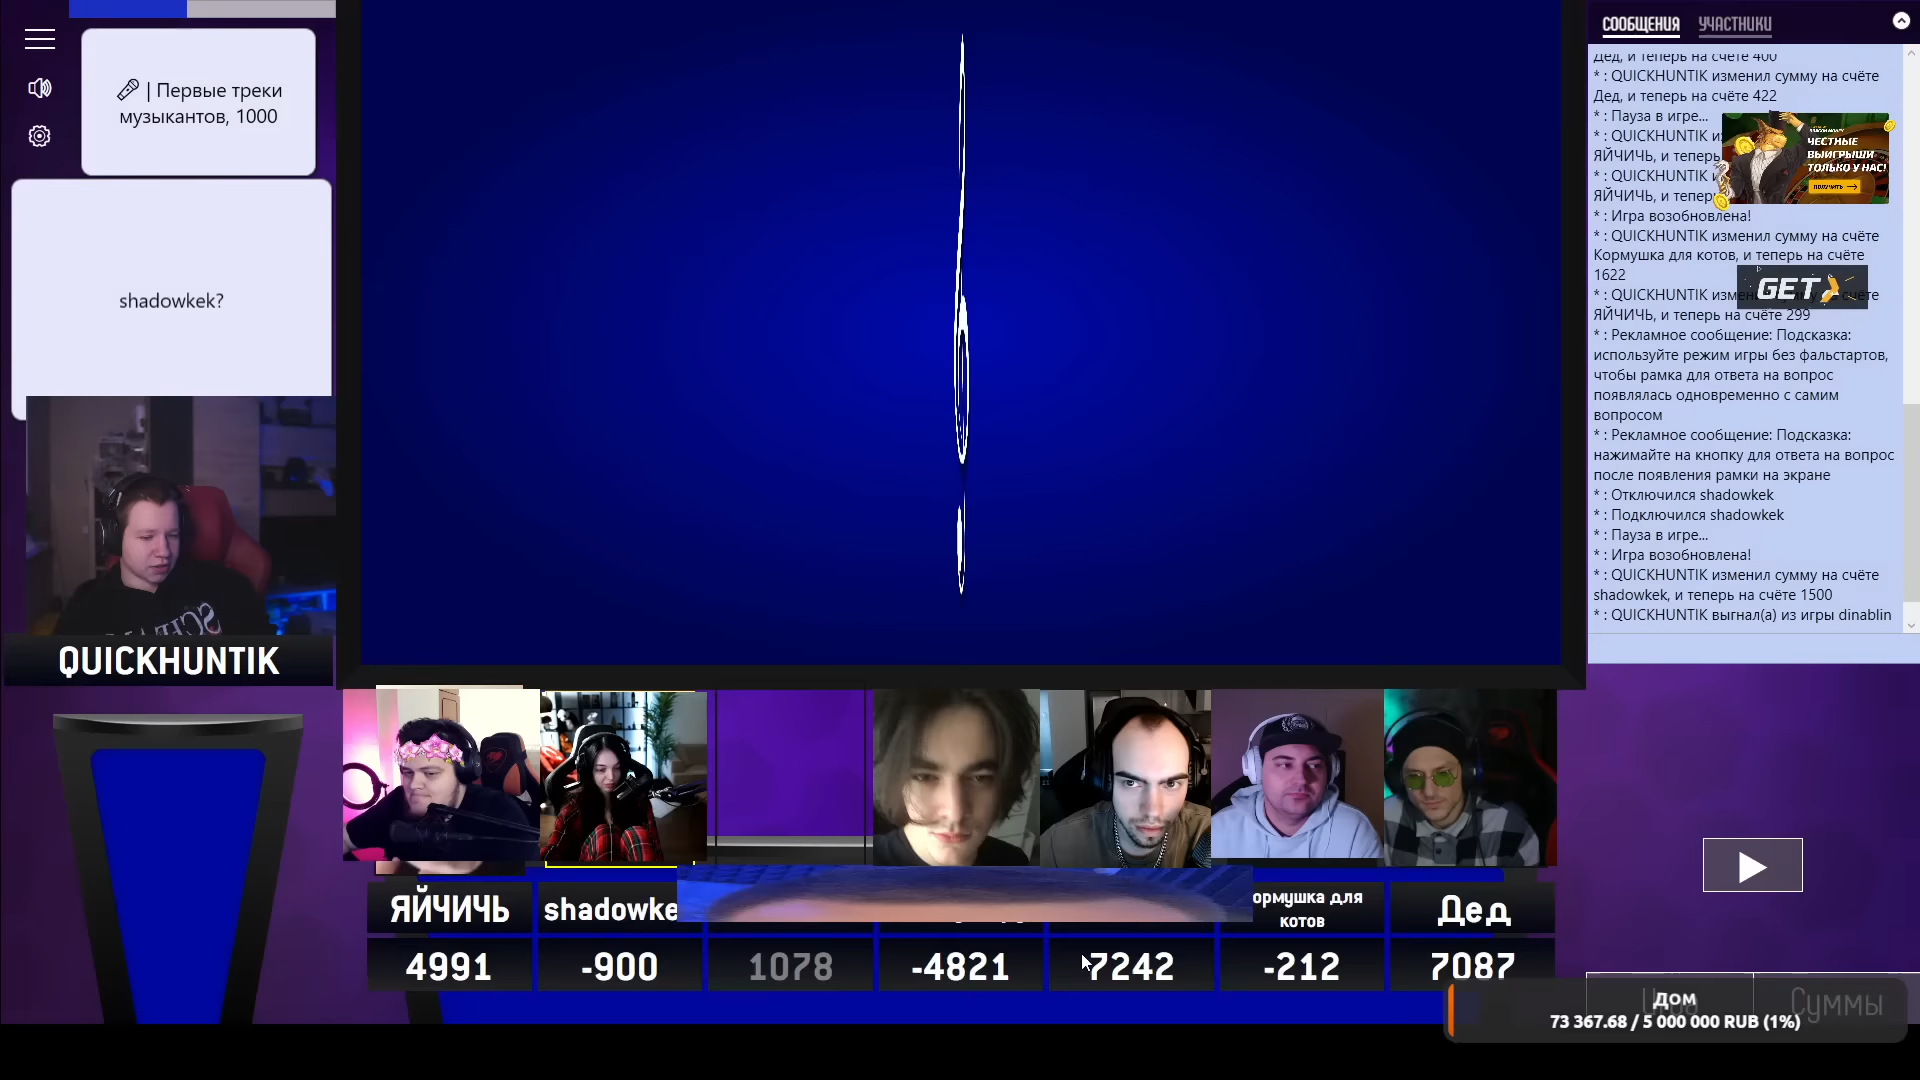 | Первые треки
музыкантов, 1000
shadowkek?
QUICKHUNTIK
СООБЩЕНИЯ УЧАСТНИКИ
Дед, и теперь на счёте 400
* : QUICKHUNTIK изменил сумму на счёте
Дед, и теперь на счёте 422
* : Пауза в игре...
* : QUICKHUNTIK из
ЯЙЧИЧЬ, и теперь
* : QUICKHUNTIK и
ЯЙЧИЧЬ, и тепер
* : Игра возобновлена!
* : QUICKHUNTIK изменил сумму на счёте
Кормушка для котов, и теперь на счёте
1622
* : QUICKHUNTIK изменил сумму на счёте
ЯЙЧИЧЬ, и теперь на счёте 299
* : Рекламное сообщение: Подсказка:
используйте режим игры без фальстартов,
чтобы рамка для ответа на вопрос
появлялась одновременно с самим
вопросом
* : Рекламное сообщение: Подсказка:
нажимайте на кнопку для ответа на вопрос
после появления рамки на экране
* : Отключился shadowkek
* : Подключился shadowkek
* : Пауза в игре...
* : Игра возобновлена!
* : QUICKHUNTIK изменил сумму на счёте
shadowkek, и теперь на счёте 1500
* : QUICKHUNTIK выгнал(а) из игры dinablin
ЧЕСТНЫЕ
ВЫИГРЫШИ
ТОЛЬКО У НАС!
ПОЛУЧИТЬ
GET
ЯЙЧИЧЬ
shadowke
ормушка для
котов
Дед
4991
-900
1078
-4821
7242
-212
7087
Суммы
Дом
73 367.68 / 5 000 000 RUB (1%)